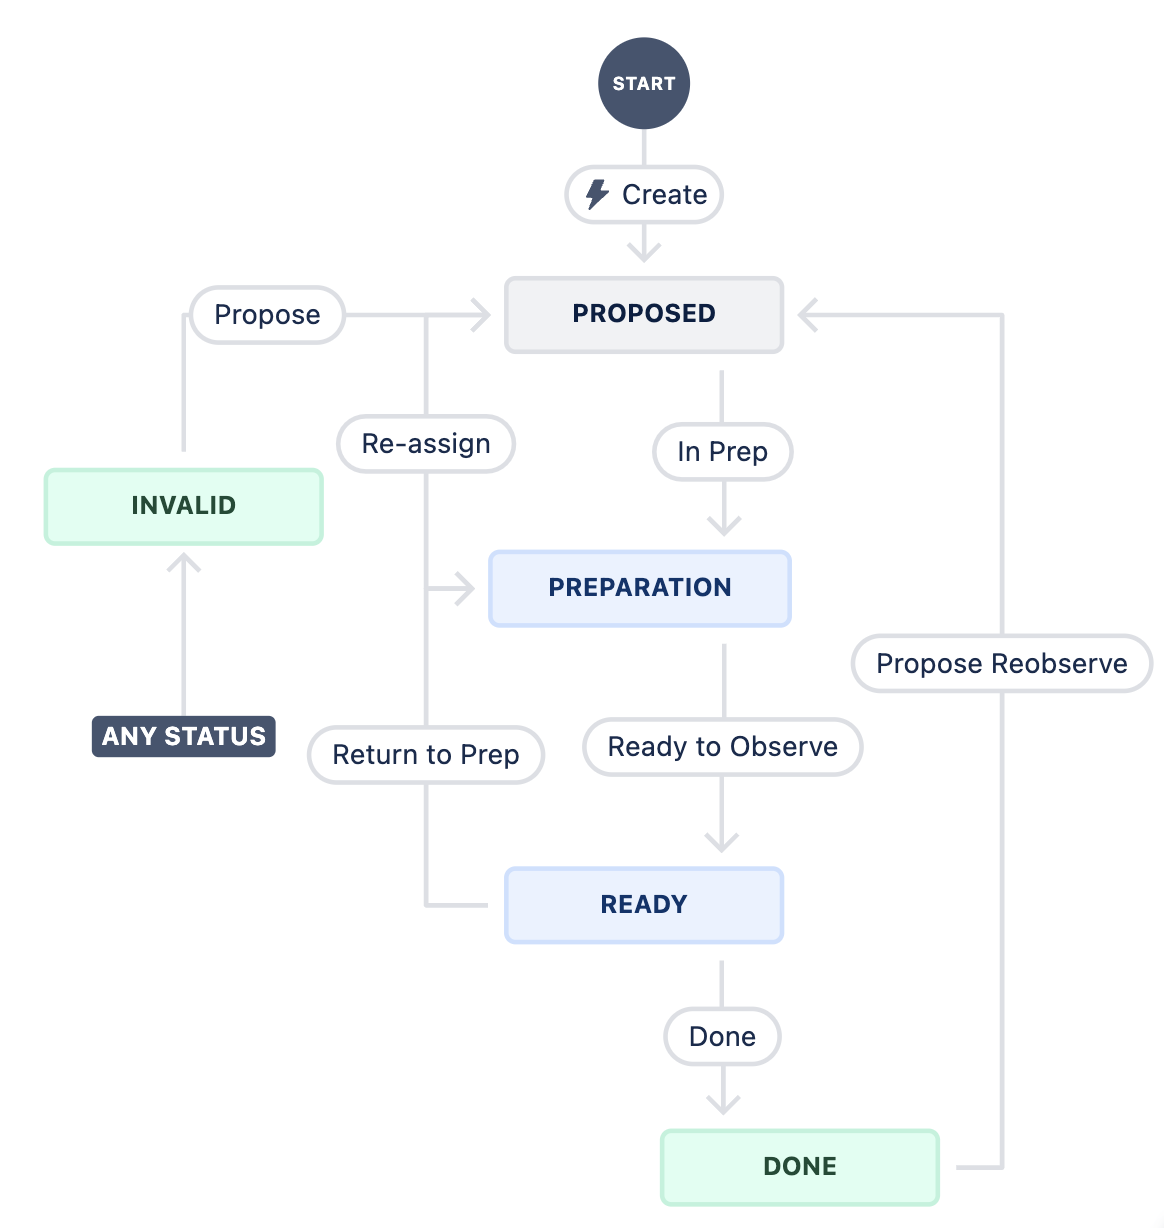 START
Create
PROPOSED
Propose
Re-assign
In Prep
INVALID
PREPARATION
Propose Reobserve
ANY STATUS
Return to Prep
Ready to Observe
READY
Done
DONE